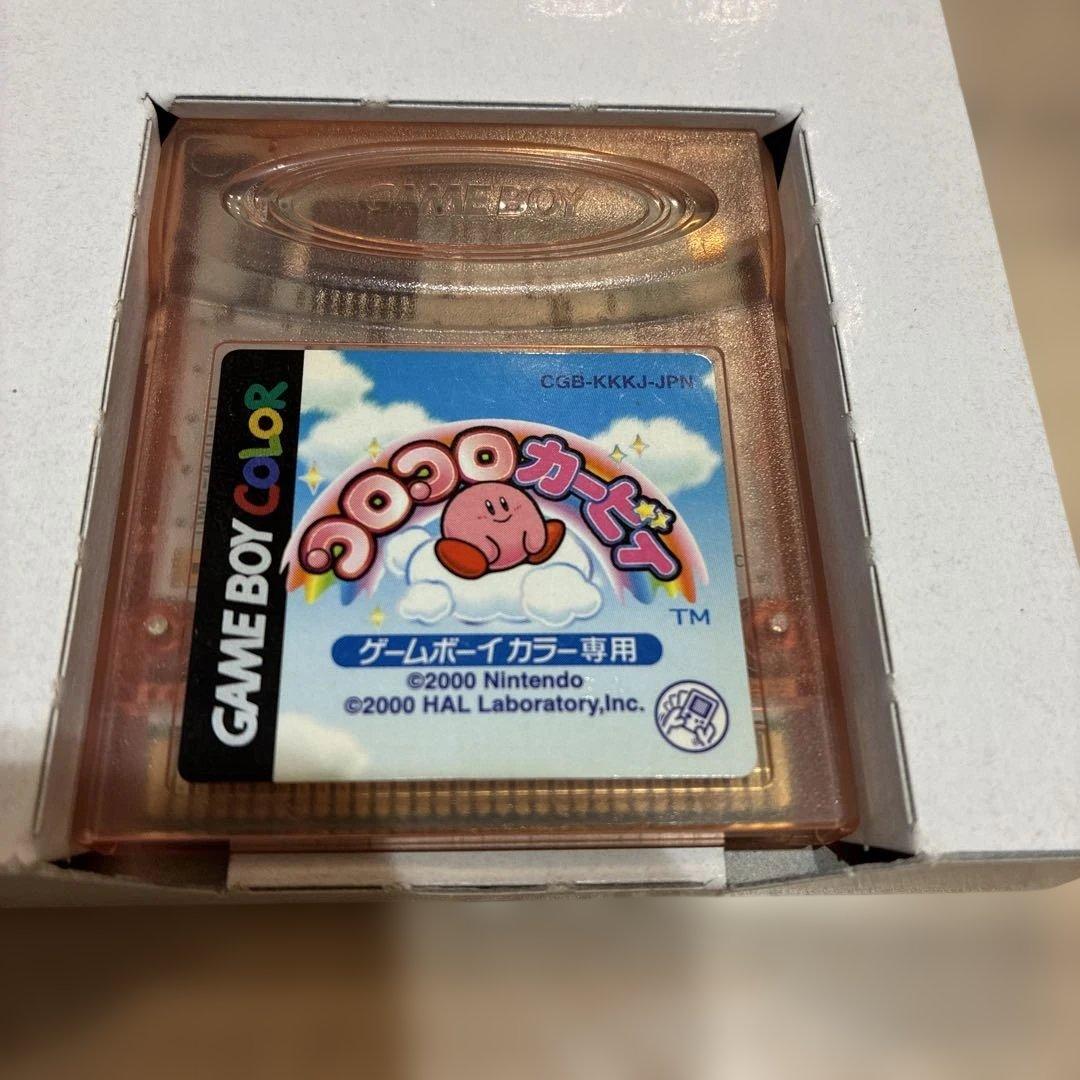 GAME BOY
GAME BOY COLOR
CGB-KKKJ-JPN
コロコロカービィ
TM
ゲームボーイカラー専用
©2000 Nintendo
©2000 HAL Laboratory,Inc.